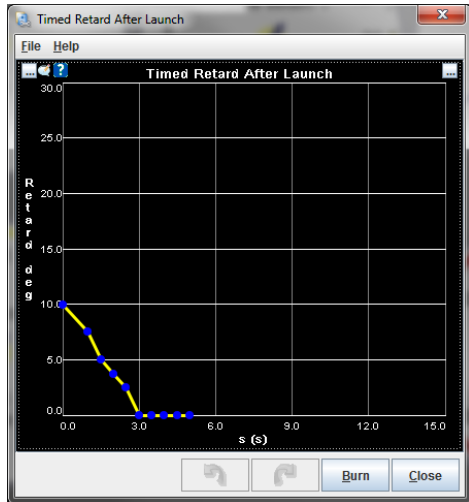 Timed Retard After Launch
X
File Help
... ? Timed Retard After Launch ...
30.0
25.0
20.0
15.0
10.0
5.0
0.0
Retard deg
0.0 3.0 6.0 9.0 12.0 15.0
s (s)
Burn Close